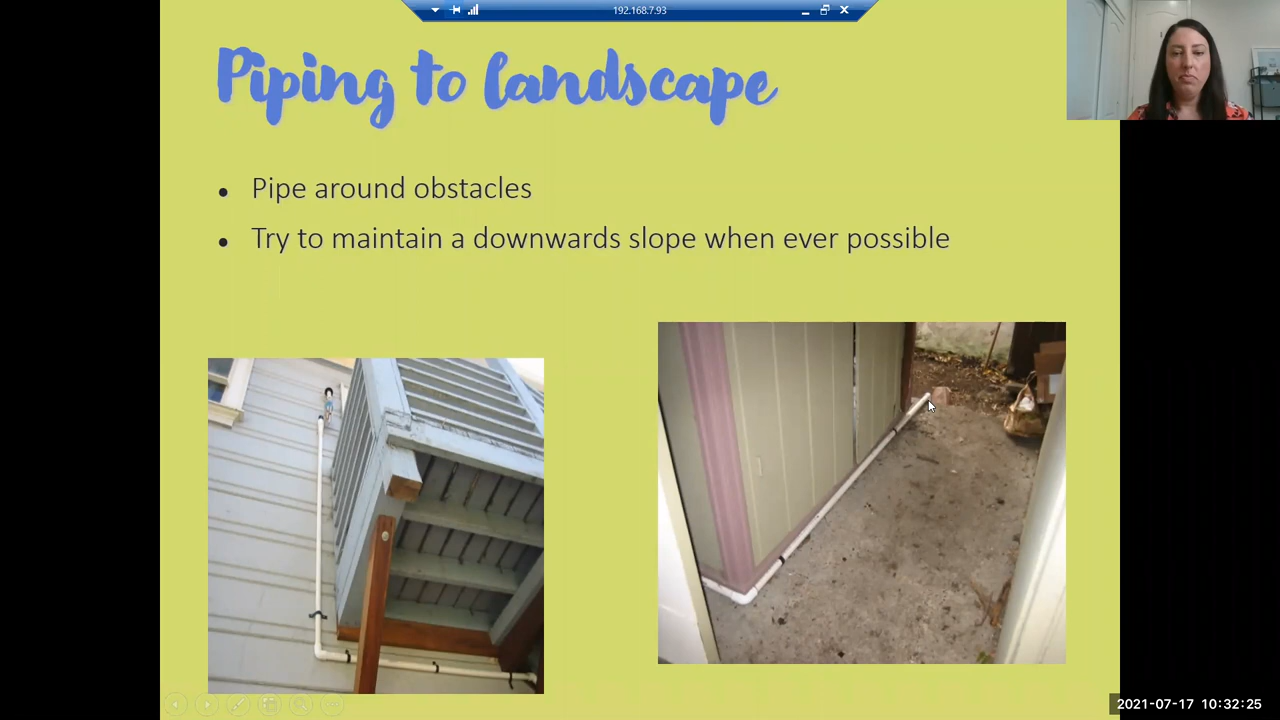 192.168.7.93
Piping to landscape
Pipe around obstacles
Try to maintain a downwards slope when ever possible
2021-07-17 10:32:25